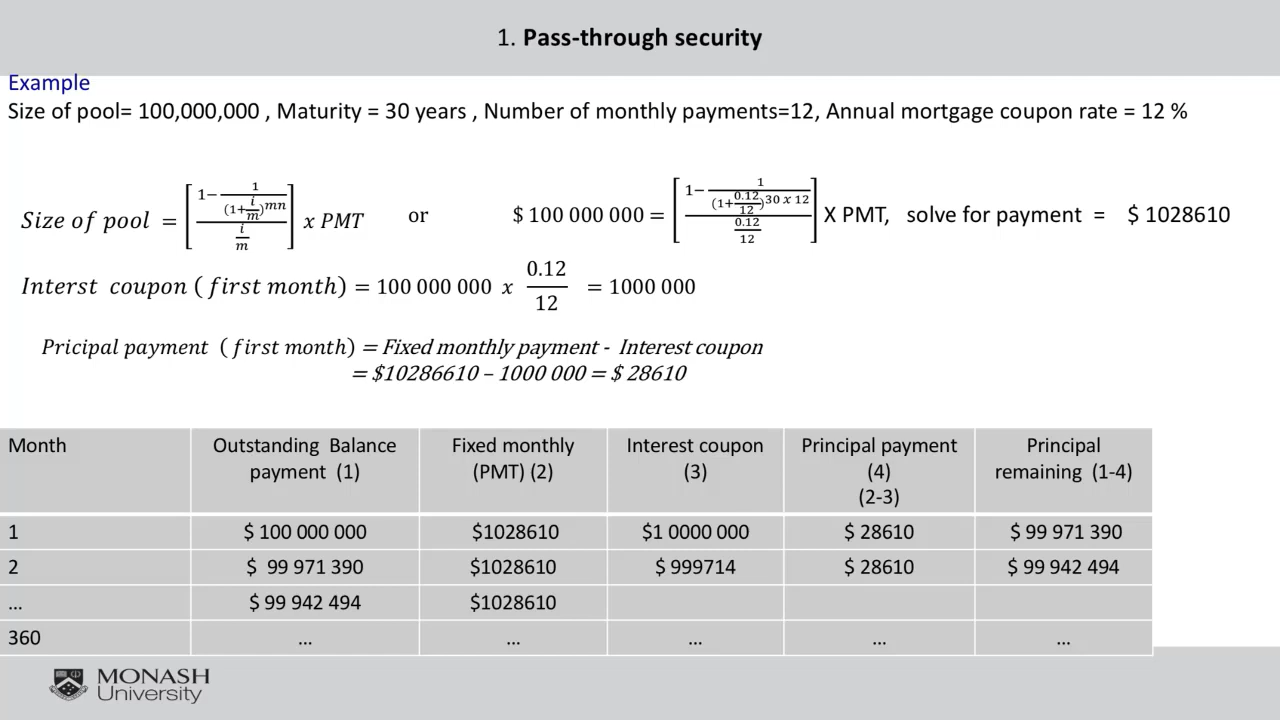 1. Pass-through security
Example
Size of pool= 100,000,000 , Maturity = 30 years , Number of monthly payments=12, Annual mortgage coupon rate = 12 %
Size of pool = [ (1 − 1/(1+i/m)^mn) / (i/m) ] x PMT or $ 100 000 000 = [ (1 − 1/(1+0.12/12)^30 x 12) / (0.12/12) ] X PMT, solve for payment = $ 1028610
Interst coupon ( first month) = 100 000 000 x 0.12/12 = 1000 000
Pricipal payment ( first month) = Fixed monthly payment - Interest coupon
= $10286610 – 1000 000 = $ 28610
Month
Outstanding Balance
payment (1)
Fixed monthly
(PMT) (2)
Interest coupon
(3)
Principal payment
(4)
(2-3)
Principal
remaining (1-4)
1 $ 100 000 000 $1028610 $1 0000 000 $ 28610 $ 99 971 390
2 $ 99 971 390 $1028610 $ 999714 $ 28610 $ 99 942 494
... $ 99 942 494 $1028610
360 ... ... ... ... ...
MONASH
University